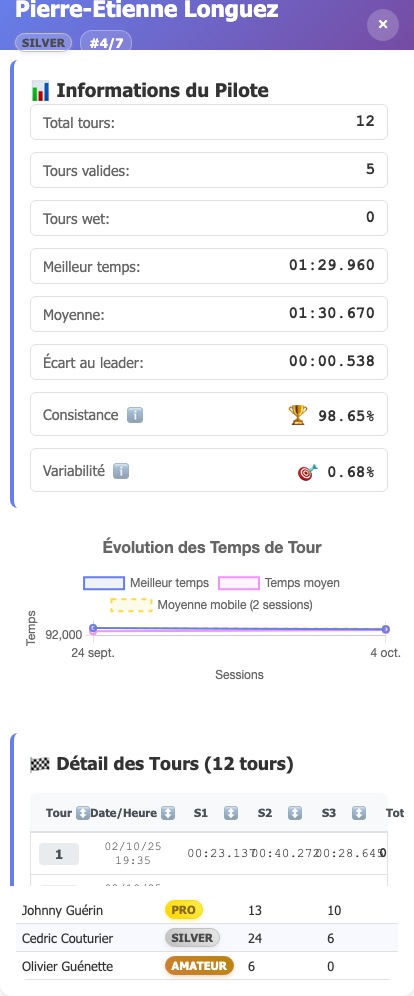 Pierre-Etienne Longuez
×
SILVER #4/7
📊 Informations du Pilote
Total tours: 12
Tours valides: 5
Tours wet: 0
Meilleur temps: 01:29.960
Moyenne: 01:30.670
Écart au leader: 00:00.538
Consistance ℹ️ 🏆 98.65%
Variabilité ℹ️ 🎯 0.68%
Évolution des Temps de Tour
Meilleur temps Temps moyen
Moyenne mobile (2 sessions)
Temps
92,000
24 sept. 4 oct.
Sessions
🏁 Détail des Tours (12 tours)
Tour ↕️ Date/Heure ↕️ S1 ↕️ S2 ↕️ S3 ↕️ Tot
1 02/10/25 19:35 00:23.137 00:40.272 00:28.645
Johnny Guérin PRO 13 10
Cedric Couturier SILVER 24 6
Olivier Guénette AMATEUR 6 0